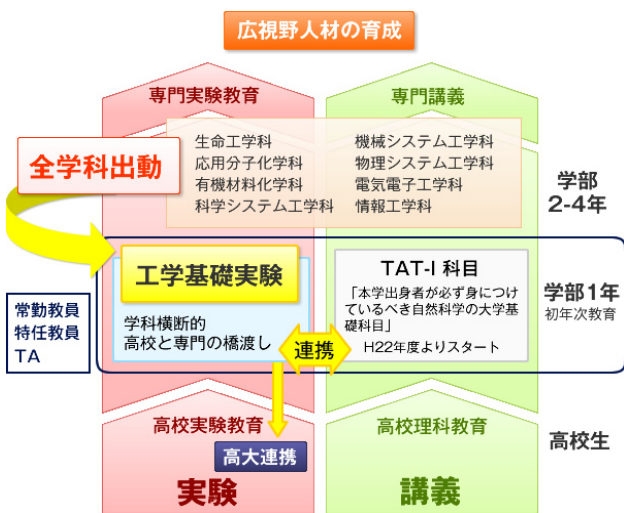 広視野人材の育成
専門実験教育
専門講義
生命工学科
応用分子化学科
有機材料化学科
科学システム工学科
機械システム工学科
物理システム工学科
電気電子工学科
情報工学科
全学科出動
学部
2-4年
工学基礎実験
学科横断的
高校と専門の橋渡し
TAT-I 科目
「本学出身者が必ず身につけ
ているべき自然科学の大学基
礎科目」
H22年度よりスタート
連携
学部1年
初年次教育
常勤教員
特任教員
TA
高校実験教育
高大連携
実験
高校理科教育
講義
高校生